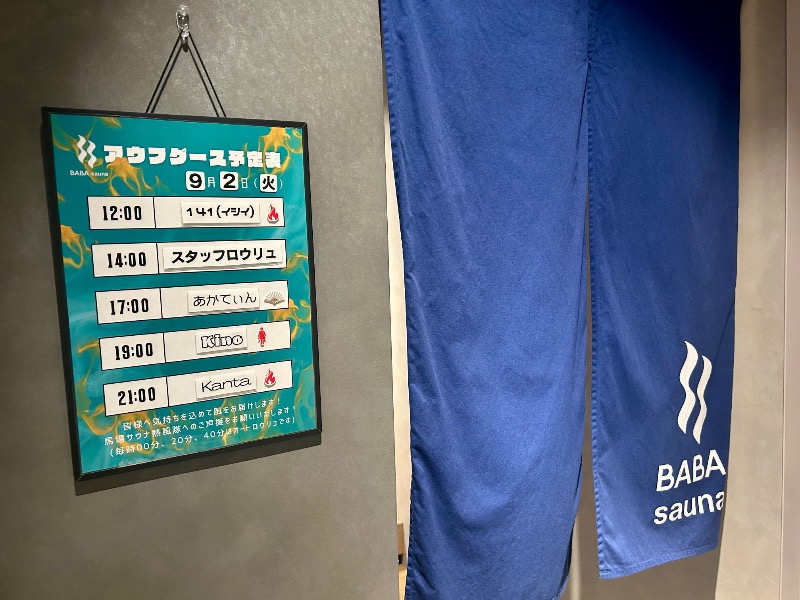 BABA sauna
アウフグース予定表
9月2日(火)
12:00 141(イシイ)
14:00 スタッフロウリュ
17:00 あかてぃん
19:00 Kino
21:00 Kanta
皆様へ気持ちを込めて風をお届けします!
馬場サウナ熱風隊へのご声援をお願いいたします!
(毎時00分、20分、40分はオートロウリュです)
BABA
sauna